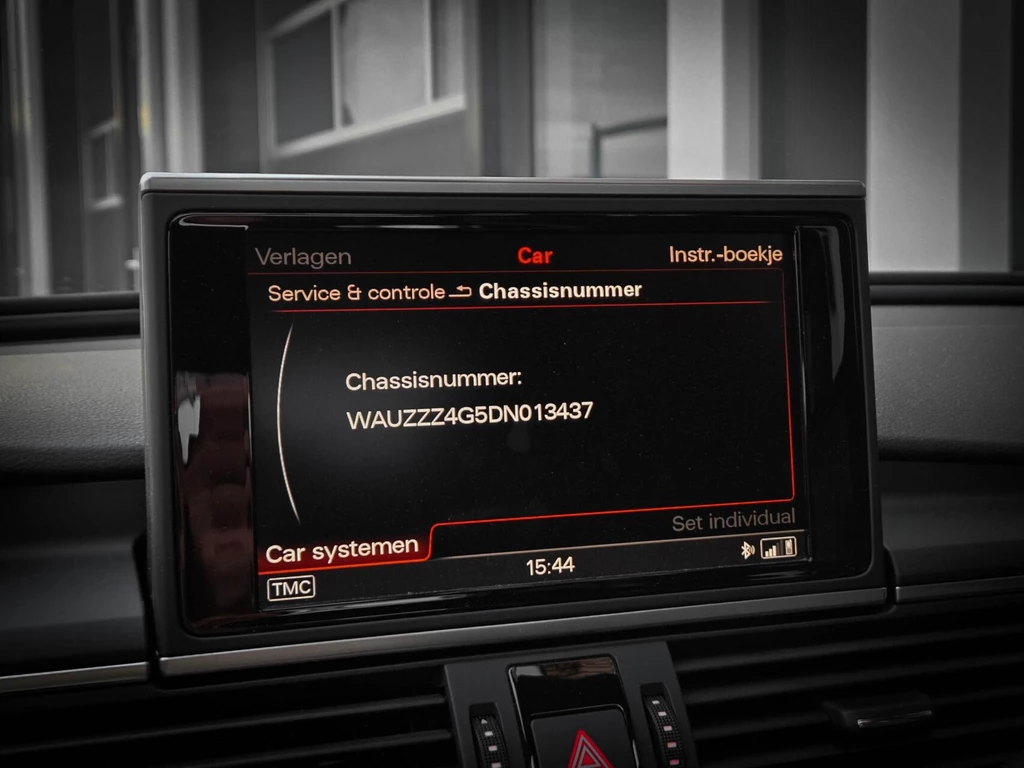 Verlagen Car Instr.-boekje
Service & controle Chassisnummer
Chassisnummer:
WAUZZZ4G5DN013437
Set individual
Car systemen
15:44
TMC